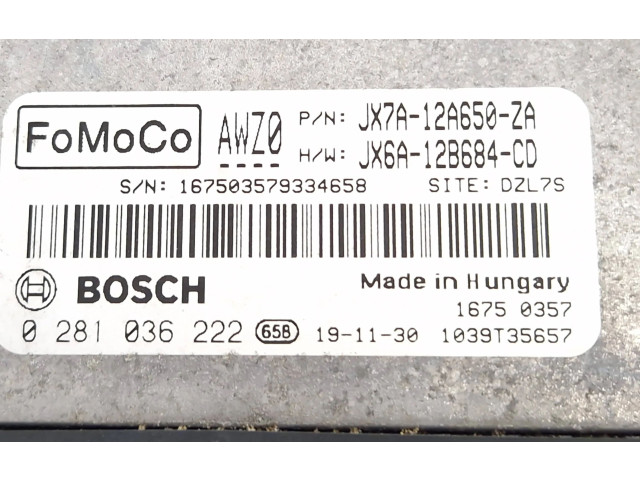 FoMoCo AWZ0 P/N: JX7A-12A650-ZA
H/W: JX6A-12B684-CD
S/N: 167503579334658 SITE: DZL7S
BOSCH Made in Hungary
1675 0357
0 281 036 222 658 19-11-30 1039T35657